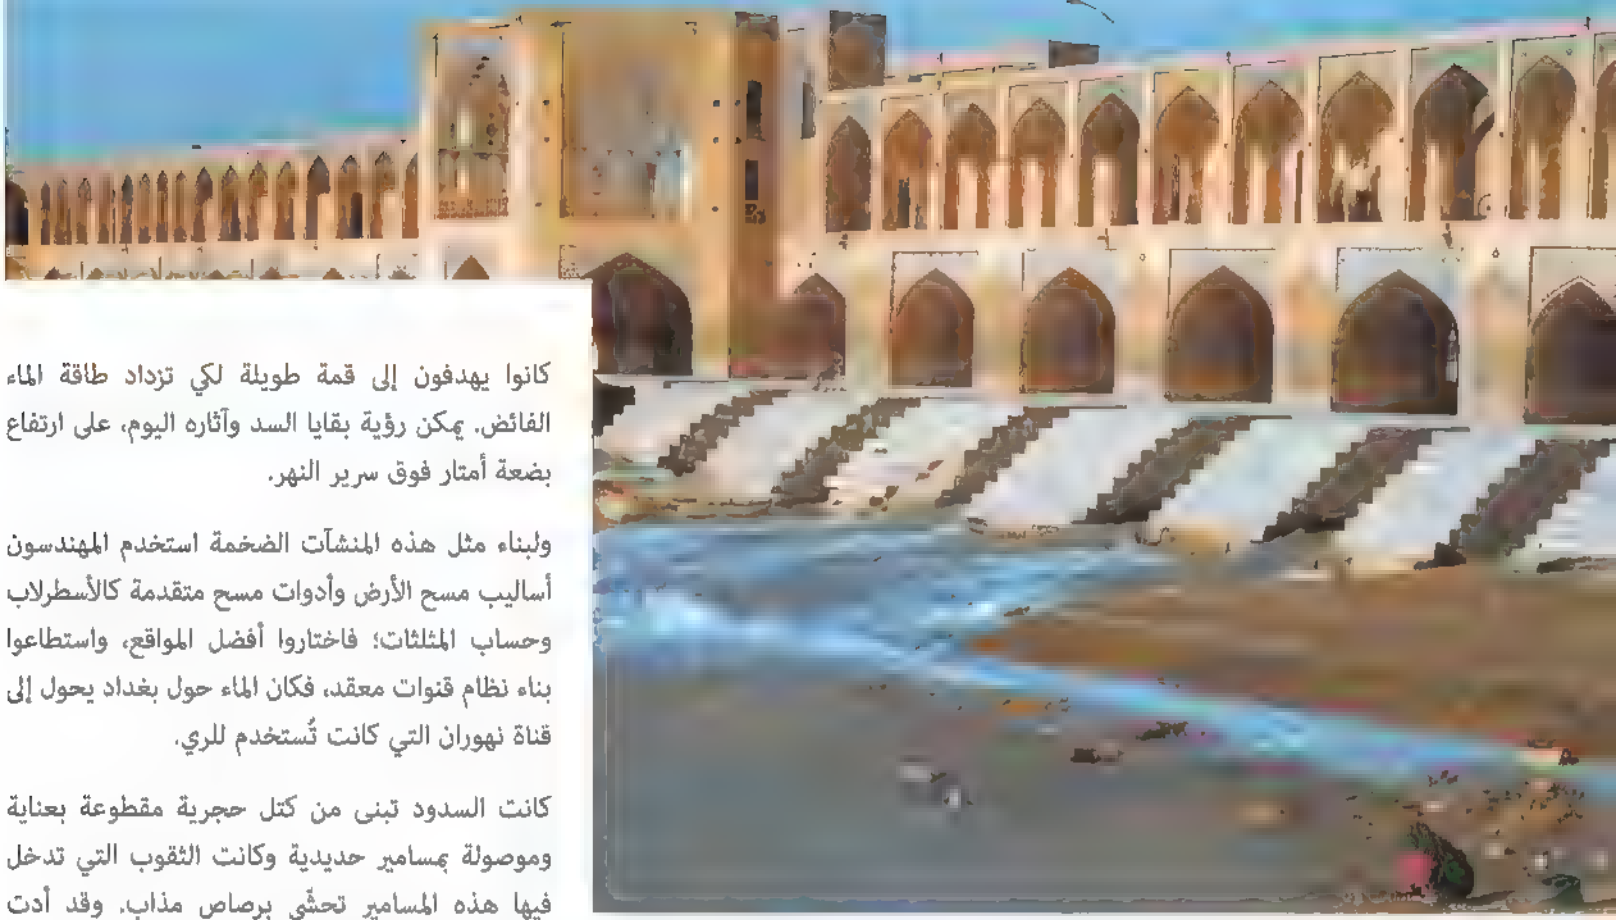 كانوا يهدفون إلى قمة طويلة لكي تزداد طاقة الماء
الفائض. يمكن رؤية بقايا السد وآثاره اليوم، على ارتفاع
بضعة أمتار فوق سرير النهر.
ولبناء مثل هذه المنشآت الضخمة استخدم المهندسون
أساليب مسح الأرض وأدوات مسح متقدمة كالأسطرلاب
وحساب المثلثات؛ فاختاروا أفضل المواقع، واستطاعوا
بناء نظام قنوات معقد، فكان الماء حول بغداد يحول إلى
قناة نهوران التي كانت تُستخدم للري.
كانت السدود تبنى من كتل حجرية مقطوعة بعناية
وموصولة بمسامير حديدية وكانت الثقوب التي تدخل
فيها هذه المسامير تحشّى برصاص مذاب. وقد أدت